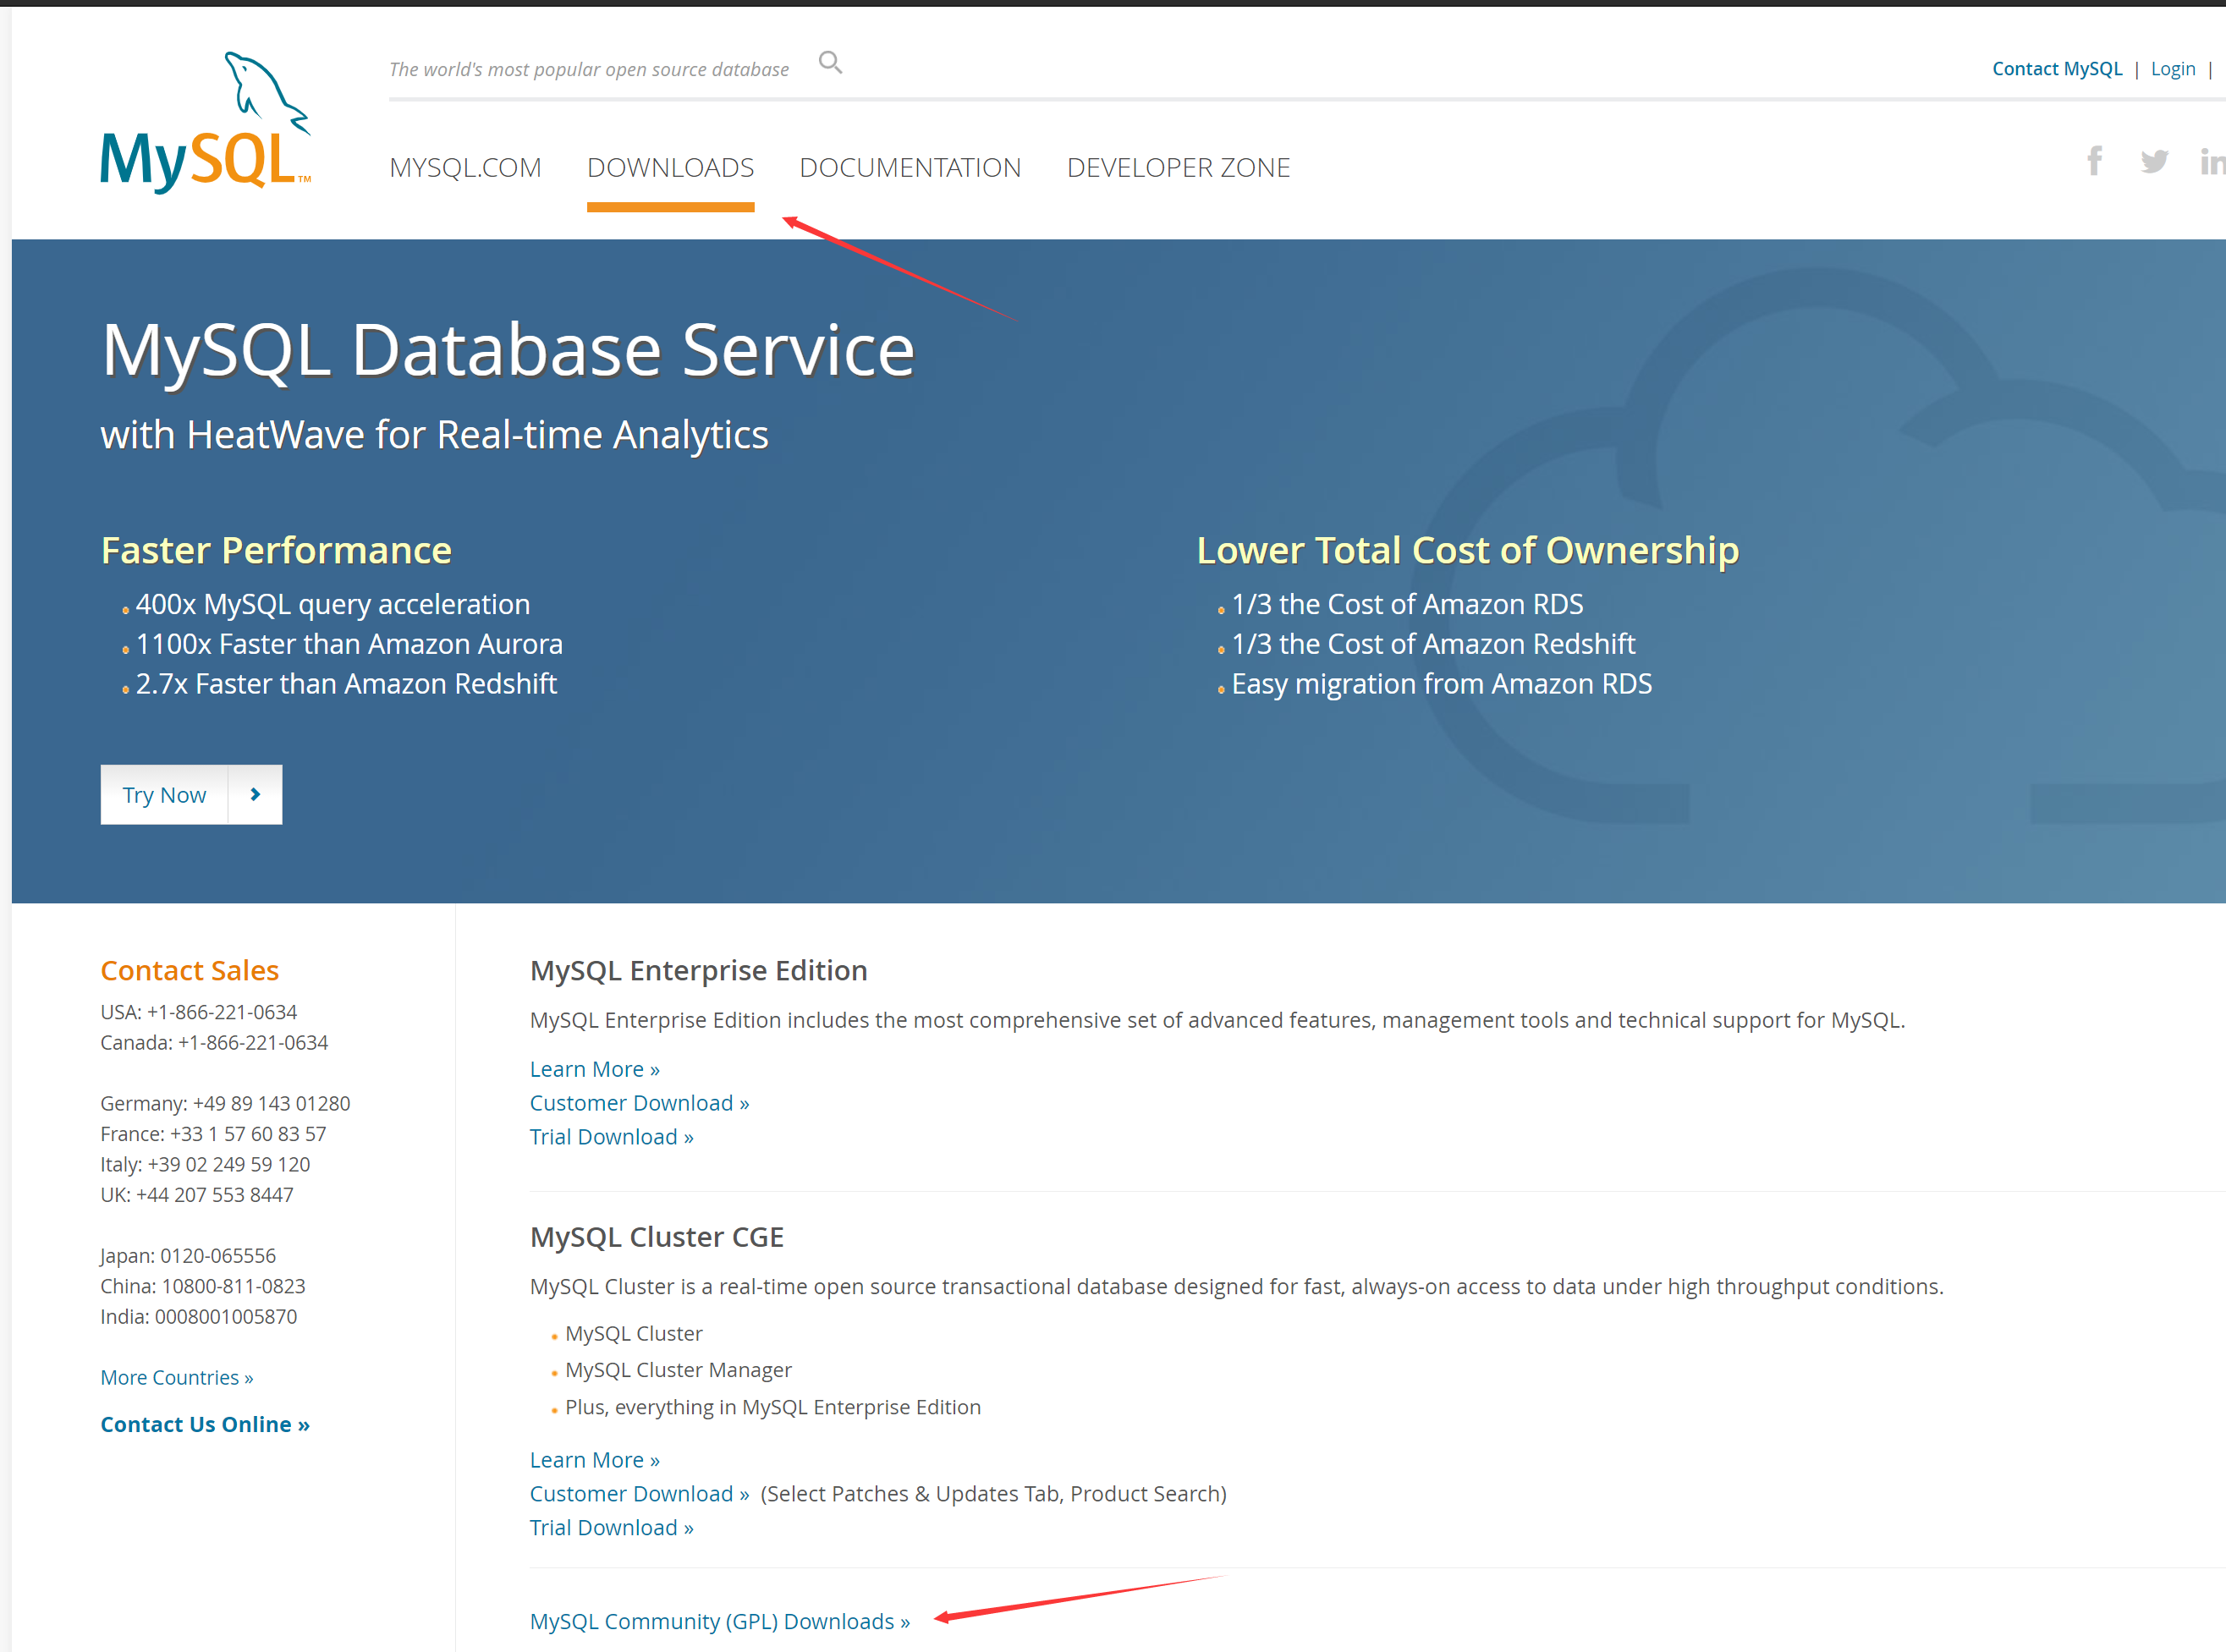 The world's most popular open source database
Contact MySQL | Login |
MySQL™
MYSQL.COM DOWNLOADS DOCUMENTATION DEVELOPER ZONE
f in
MySQL Database Service
with HeatWave for Real-time Analytics
Faster Performance
400x MySQL query acceleration
1100x Faster than Amazon Aurora
2.7x Faster than Amazon Redshift
Lower Total Cost of Ownership
1/3 the Cost of Amazon RDS
1/3 the Cost of Amazon Redshift
Easy migration from Amazon RDS
Try Now
Contact Sales
USA: +1-866-221-0634
Canada: +1-866-221-0634
Germany: +49 89 143 01280
France: +33 1 57 60 83 57
Italy: +39 02 249 59 120
UK: +44 207 553 8447
Japan: 0120-065556
China: 10800-811-0823
India: 0008001005870
More Countries »
Contact Us Online »
MySQL Enterprise Edition
MySQL Enterprise Edition includes the most comprehensive set of advanced features, management tools and technical support for MySQL.
Learn More »
Customer Download »
Trial Download »
MySQL Cluster CGE
MySQL Cluster is a real-time open source transactional database designed for fast, always-on access to data under high throughput conditions.
MySQL Cluster
MySQL Cluster Manager
Plus, everything in MySQL Enterprise Edition
Learn More »
Customer Download » (Select Patches & Updates Tab, Product Search)
Trial Download »
MySQL Community (GPL) Downloads »